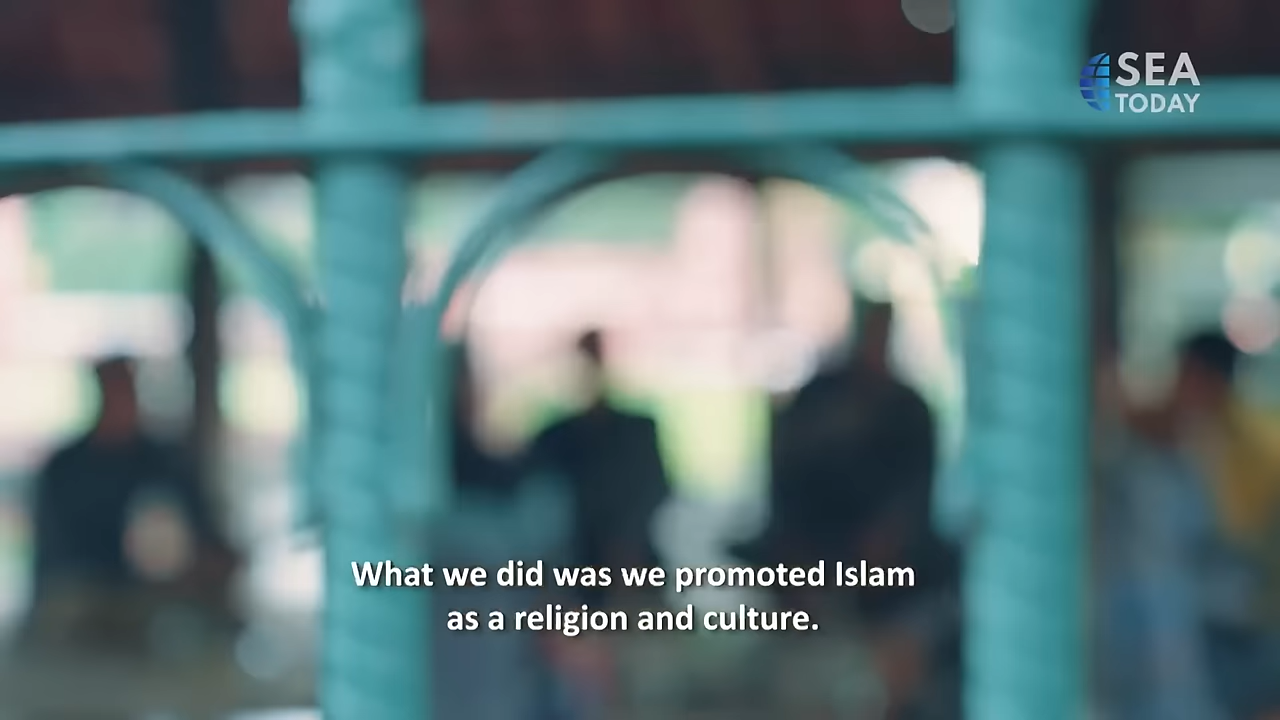 SEA
TODAY
What we did was we promoted Islam
as a religion and culture.